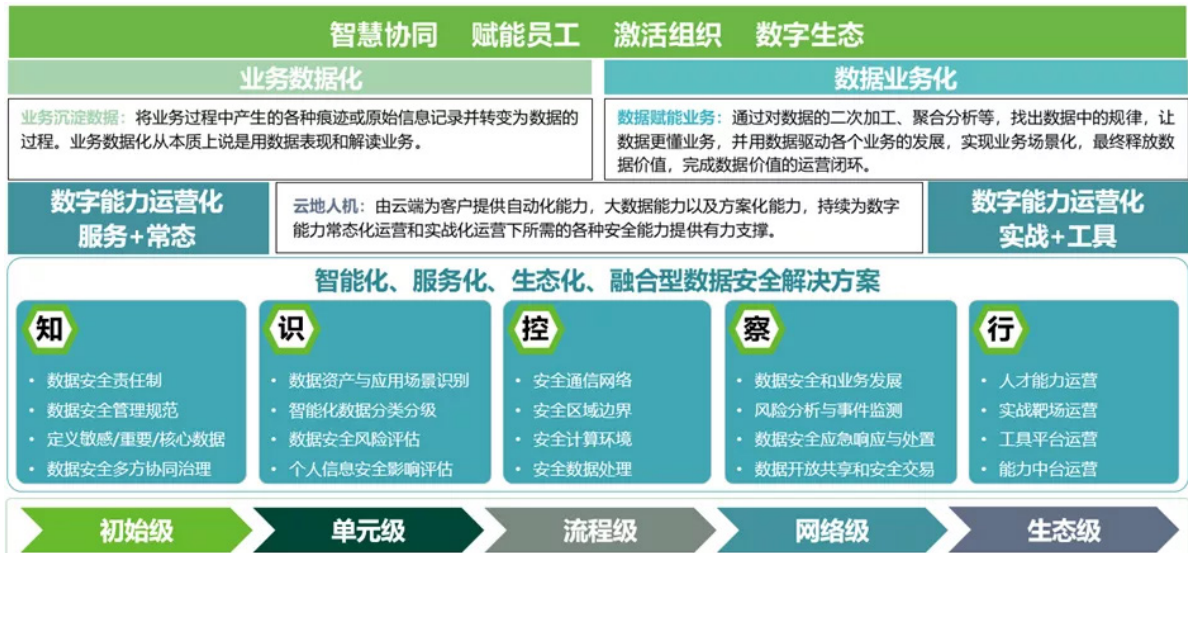 智慧协同 赋能员工 激活组织 数字生态
业务数据化
数据业务化
业务沉淀数据：将业务过程中产生的各种痕迹或原始信息记录并转变为数据的
过程。业务数据化从本质上说是用数据表现和解读业务。
数据赋能业务：通过对数据的二次加工、聚合分析等，找出数据中的规律，让
数据更懂业务，并用数据驱动各个业务的发展，实现业务场景化，最终释放数
据价值，完成数据价值的运营闭环。
数字能力运营化
服务+常态
云地人机：由云端为客户提供自动化能力，大数据能力以及方案化能力，持续为数字
能力常态化运营和实战化运营下所需的各种安全能力提供有力支撑。
数字能力运营化
实战+工具
智能化、服务化、生态化、融合型数据安全解决方案
知
• 数据安全责任制
• 数据安全管理规范
• 定义敏感/重要/核心数据
• 数据安全多方协同治理
识
• 数据资产与应用场景识别
• 智能化数据分类分级
• 数据安全风险评估
• 个人信息安全影响评估
控
• 安全通信网络
• 安全区域边界
• 安全计算环境
• 安全数据处理
察
• 数据安全和业务发展
• 风险分析与事件监测
• 数据安全应急响应与处置
• 数据开放共享和安全交易
行
• 人才能力运营
• 实战靶场运营
• 工具平台运营
• 能力中台运营
初始级
单元级
流程级
网络级
生态级